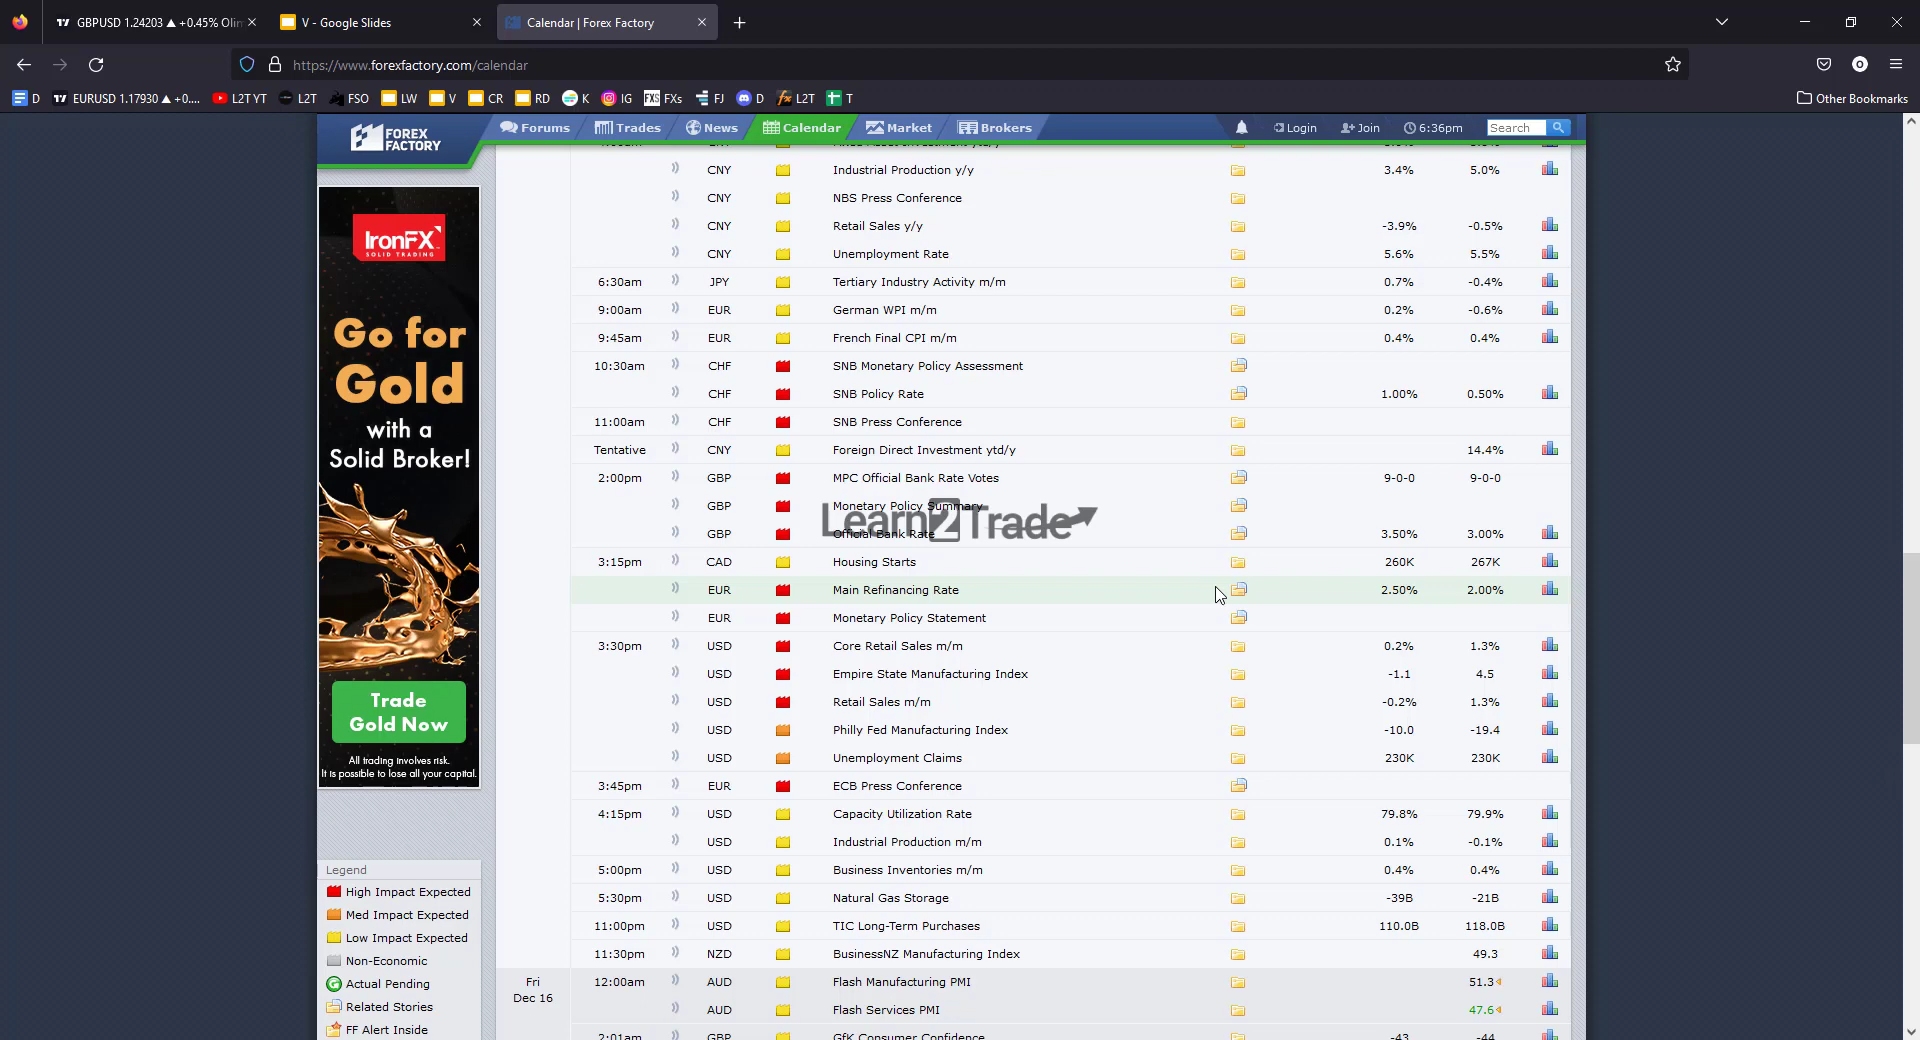 GBPUSD 1.24203 ▲ +0.45% Olin
V - Google Slides
Calendar | Forex Factory
https://www.forexfactory.com/calendar
D EURUSD 1.17930 ▲ +0.... L2T YT L2T FSO LW V CR RD K IG FXs FJ D L2T T Other Bookmarks
FOREX FACTORY
Forums Trades News Calendar Market Brokers Login Join 6:36pm Search
CNY Industrial Production y/y 3.4% 5.0%
CNY NBS Press Conference
CNY Retail Sales y/y -3.9% -0.5%
CNY Unemployment Rate 5.6% 5.5%
6:30am JPY Tertiary Industry Activity m/m 0.7% -0.4%
9:00am EUR German WPI m/m 0.2% -0.6%
9:45am EUR French Final CPI m/m 0.4% 0.4%
10:30am CHF SNB Monetary Policy Assessment
CHF SNB Policy Rate 1.00% 0.50%
11:00am CHF SNB Press Conference
Tentative CNY Foreign Direct Investment ytd/y 14.4%
2:00pm GBP MPC Official Bank Rate Votes 9-0-0 9-0-0
GBP Monetary Policy Summary
Learn2Trade
GBP Official Bank Rate 3.50% 3.00%
3:15pm CAD Housing Starts 260K 267K
EUR Main Refinancing Rate 2.50% 2.00%
EUR Monetary Policy Statement
3:30pm USD Core Retail Sales m/m 0.2% 1.3%
USD Empire State Manufacturing Index -1.1 4.5
USD Retail Sales m/m -0.2% 1.3%
USD Philly Fed Manufacturing Index -10.0 -19.4
USD Unemployment Claims 230K 230K
3:45pm EUR ECB Press Conference
4:15pm USD Capacity Utilization Rate 79.8% 79.9%
USD Industrial Production m/m 0.1% -0.1%
5:00pm USD Business Inventories m/m 0.4% 0.4%
5:30pm USD Natural Gas Storage -39B -21B
11:00pm USD TIC Long-Term Purchases 110.0B 118.0B
11:30pm NZD BusinessNZ Manufacturing Index 49.3
Fri Dec 16 12:00am AUD Flash Manufacturing PMI 51.3
AUD Flash Services PMI 47.6
2:01am GBP GfK Consumer Confidence -43 -44
IronFX
SOLID TRADING
Go for
Gold
with a
Solid Broker!
Trade
Gold Now
All trading involves risk.
It is possible to lose all your capital.
Legend
High Impact Expected
Med Impact Expected
Low Impact Expected
Non-Economic
Actual Pending
Related Stories
FF Alert Inside